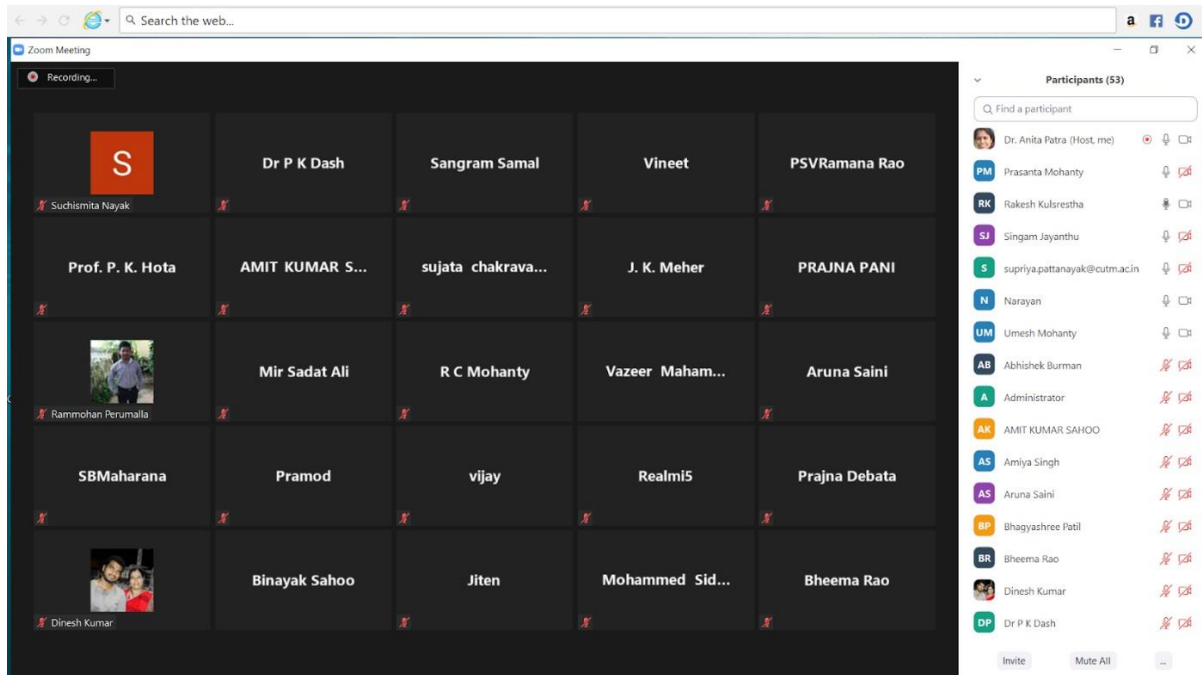 Search the web...
a
Zoom Meeting
Recording...
S
Suchismita Nayak
Dr P K Dash
Sangram Samal
Vineet
PSVRamana Rao
Prof. P. K. Hota
AMIT KUMAR S...
sujata chakrava...
J. K. Meher
PRAJNA PANI
Rammohan Perumalla
Mir Sadat Ali
R C Mohanty
Vazeer Maham...
Aruna Saini
SBMaharana
Pramod
vijay
Realmi5
Prajna Debata
Dinesh Kumar
Binayak Sahoo
Jiten
Mohammed Sid...
Bheema Rao
Participants (53)
Find a participant
Dr. Anita Patra (Host, me)
PM Prasanta Mohanty
RK Rakesh Kulsrestha
SJ Singam Jayanthu
S supriya.pattanayak@cutm.ac.in
N Narayan
UM Umesh Mohanty
AB Abhishek Burman
A Administrator
AK AMIT KUMAR SAHOO
AS Amiya Singh
AS Aruna Saini
BP Bhagyashree Patil
BR Bheema Rao
Dinesh Kumar
DP Dr P K Dash
Invite Mute All ...